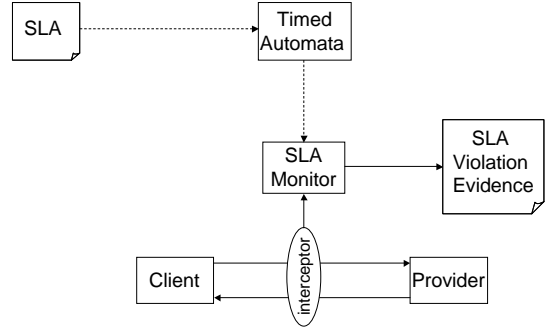 SLA
Timed
Automata
SLA
Monitor
SLA
Violation
Evidence
Client
interceptor
Provider